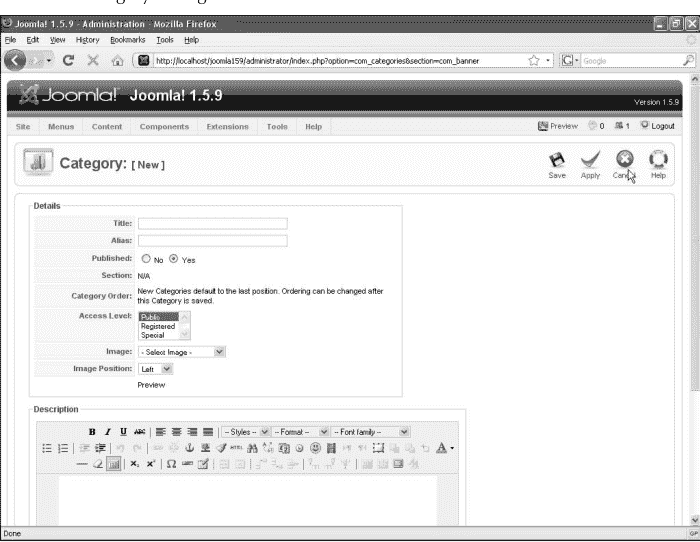 Joomla! 1.5.9 - Administration - Mozilla Firefox
File Edit View History Bookmarks Tools Help
http://localhost/joomla159/administrator/index.php?option=com_categories&section=com_banner
Google
Joomla! Joomla! 1.5.9
Version 1.5.9
Site Menus Content Components Extensions Tools Help Preview 0 1 Logout
Category: [ New ]
Save Apply Cancel Help
Details
Title:
Alias:
Published: No Yes
Section: N/A
Category Order: New Categories default to the last position. Ordering can be changed after
this Category is saved.
Access Level: Public
Registered
Special
Image: - Select Image -
Image Position: Left
Preview
Description
B I U ABC -- Styles -- -- Format -- -- Font family --
HTML
Done